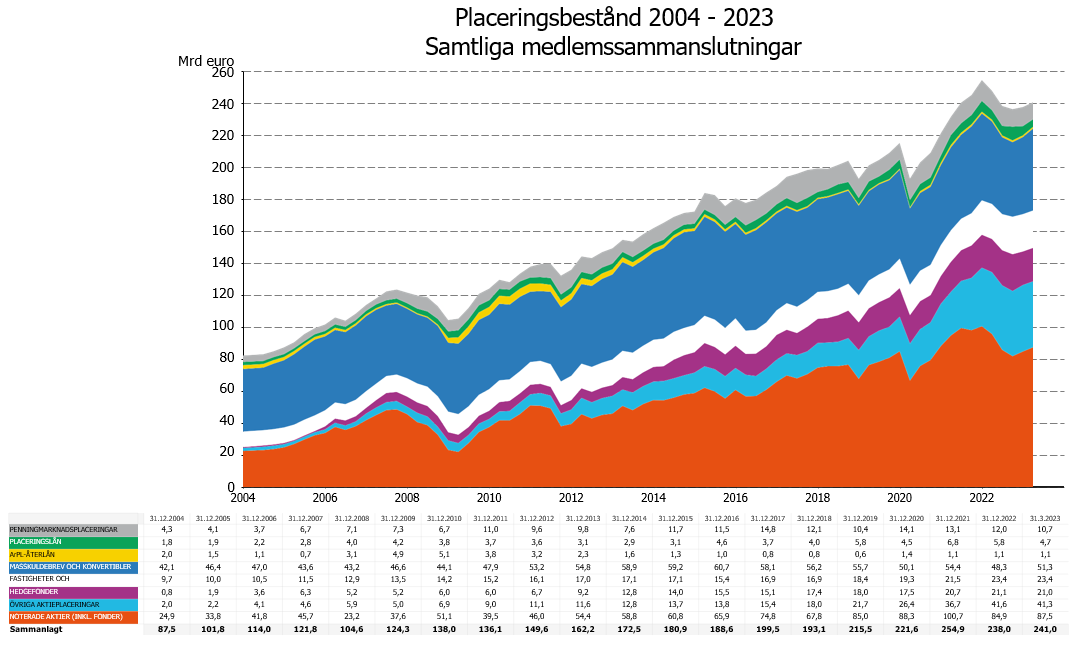 Placeringsbestånd 2004 - 2023
Samtliga medlemssammanslutningar
Mrd euro
260
240
220
200
180
160
140
120
100
80
60
40
20
0
2004 2006 2008 2010 2012 2014 2016 2018 2020 2022
31.12.2004 31.12.2005 31.12.2006 31.12.2007 31.12.2008 31.12.2009 31.12.2010 31.12.2011 31.12.2012 31.12.2013 31.12.2014 31.12.2015 31.12.2016 31.12.2017 31.12.2018 31.12.2019 31.12.2020 31.12.2021 31.12.2022 31.3.2023
PENNINGMARKNADSPLACERINGAR 4,3 4,1 3,7 6,7 7,1 7,3 6,7 11,0 9,6 9,8 7,6 11,7 11,5 14,8 12,1 10,4 14,1 13,1 12,0 10,7
PLACERINGSLÅN 1,8 1,9 2,2 2,8 4,0 4,2 3,8 3,7 3,6 3,1 2,9 3,1 4,6 3,7 4,0 5,8 4,5 6,8 5,8 4,7
ArPL-ÅTERLÅN 2,0 1,5 1,1 0,7 3,1 4,9 5,1 3,8 3,2 2,3 1,6 1,3 1,0 0,8 0,8 0,6 1,4 1,1 1,1 1,1
MASSKULDEBREV OCH KONVERTIBLER 42,1 46,4 47,0 43,6 43,2 46,6 44,1 47,9 53,2 54,8 58,9 59,2 60,7 58,1 56,2 55,7 50,1 54,4 48,3 51,3
FASTIGHETER OCH 9,7 10,0 10,5 11,5 12,9 13,5 14,2 15,2 16,1 17,0 17,1 17,1 15,4 16,9 16,9 18,4 19,3 21,5 23,4 23,4
HEDGEFONDER 0,8 1,9 3,6 6,3 5,2 5,2 6,0 6,0 6,7 9,2 12,8 14,0 15,5 15,1 17,4 18,0 17,5 20,7 21,1 21,0
ÖVRIGA AKTIEPLACERINGAR 2,0 2,2 4,1 4,6 5,9 5,0 6,9 9,0 11,1 11,6 12,8 13,7 13,8 15,4 18,0 21,7 26,4 36,7 41,6 41,3
NOTERADE AKTIER (INKL. FONDER) 24,9 33,8 41,8 45,7 23,2 37,6 51,1 39,5 46,0 54,4 58,8 60,8 65,9 74,8 67,8 85,0 88,3 100,7 84,9 87,5
Sammanlagt 87,5 101,8 114,0 121,8 104,6 124,3 138,0 136,1 149,6 162,2 172,5 180,9 188,6 199,5 193,1 215,5 221,6 254,9 238,0 241,0